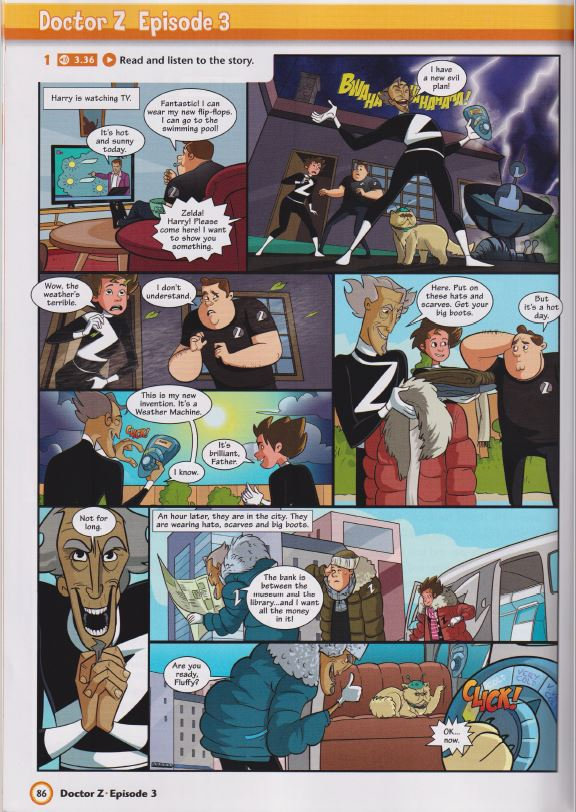 Doctor Z Episode 3
1 3.36 Read and listen to the story.
Harry is watching TV.
It's hot
and sunny
today.
Fantastic! I can
wear my new flip-flops.
I can go to the
swimming pool!
Zelda!
Harry! Please
come here! I want
to show you
something.
I have
a new evil
plan!
Z
Wow, the
weather's
terrible.
I don't
understand.
This is my new
invention. It's a
Weather Machine.
CLICK!
It's
brilliant,
Father.
I know.
Here. Put on
these hats and
scarves. Get your
big boots.
But
it's a hot
day.
Z
Not for
long.
An hour later, they are in the city. They
are wearing hats, scarves and big boots.
The bank is
between the
museum and the
library...and I want
all the money
in it!
Are you
ready,
Fluffy?
CLICK!
OK...
now.
86 Doctor Z · Episode 3